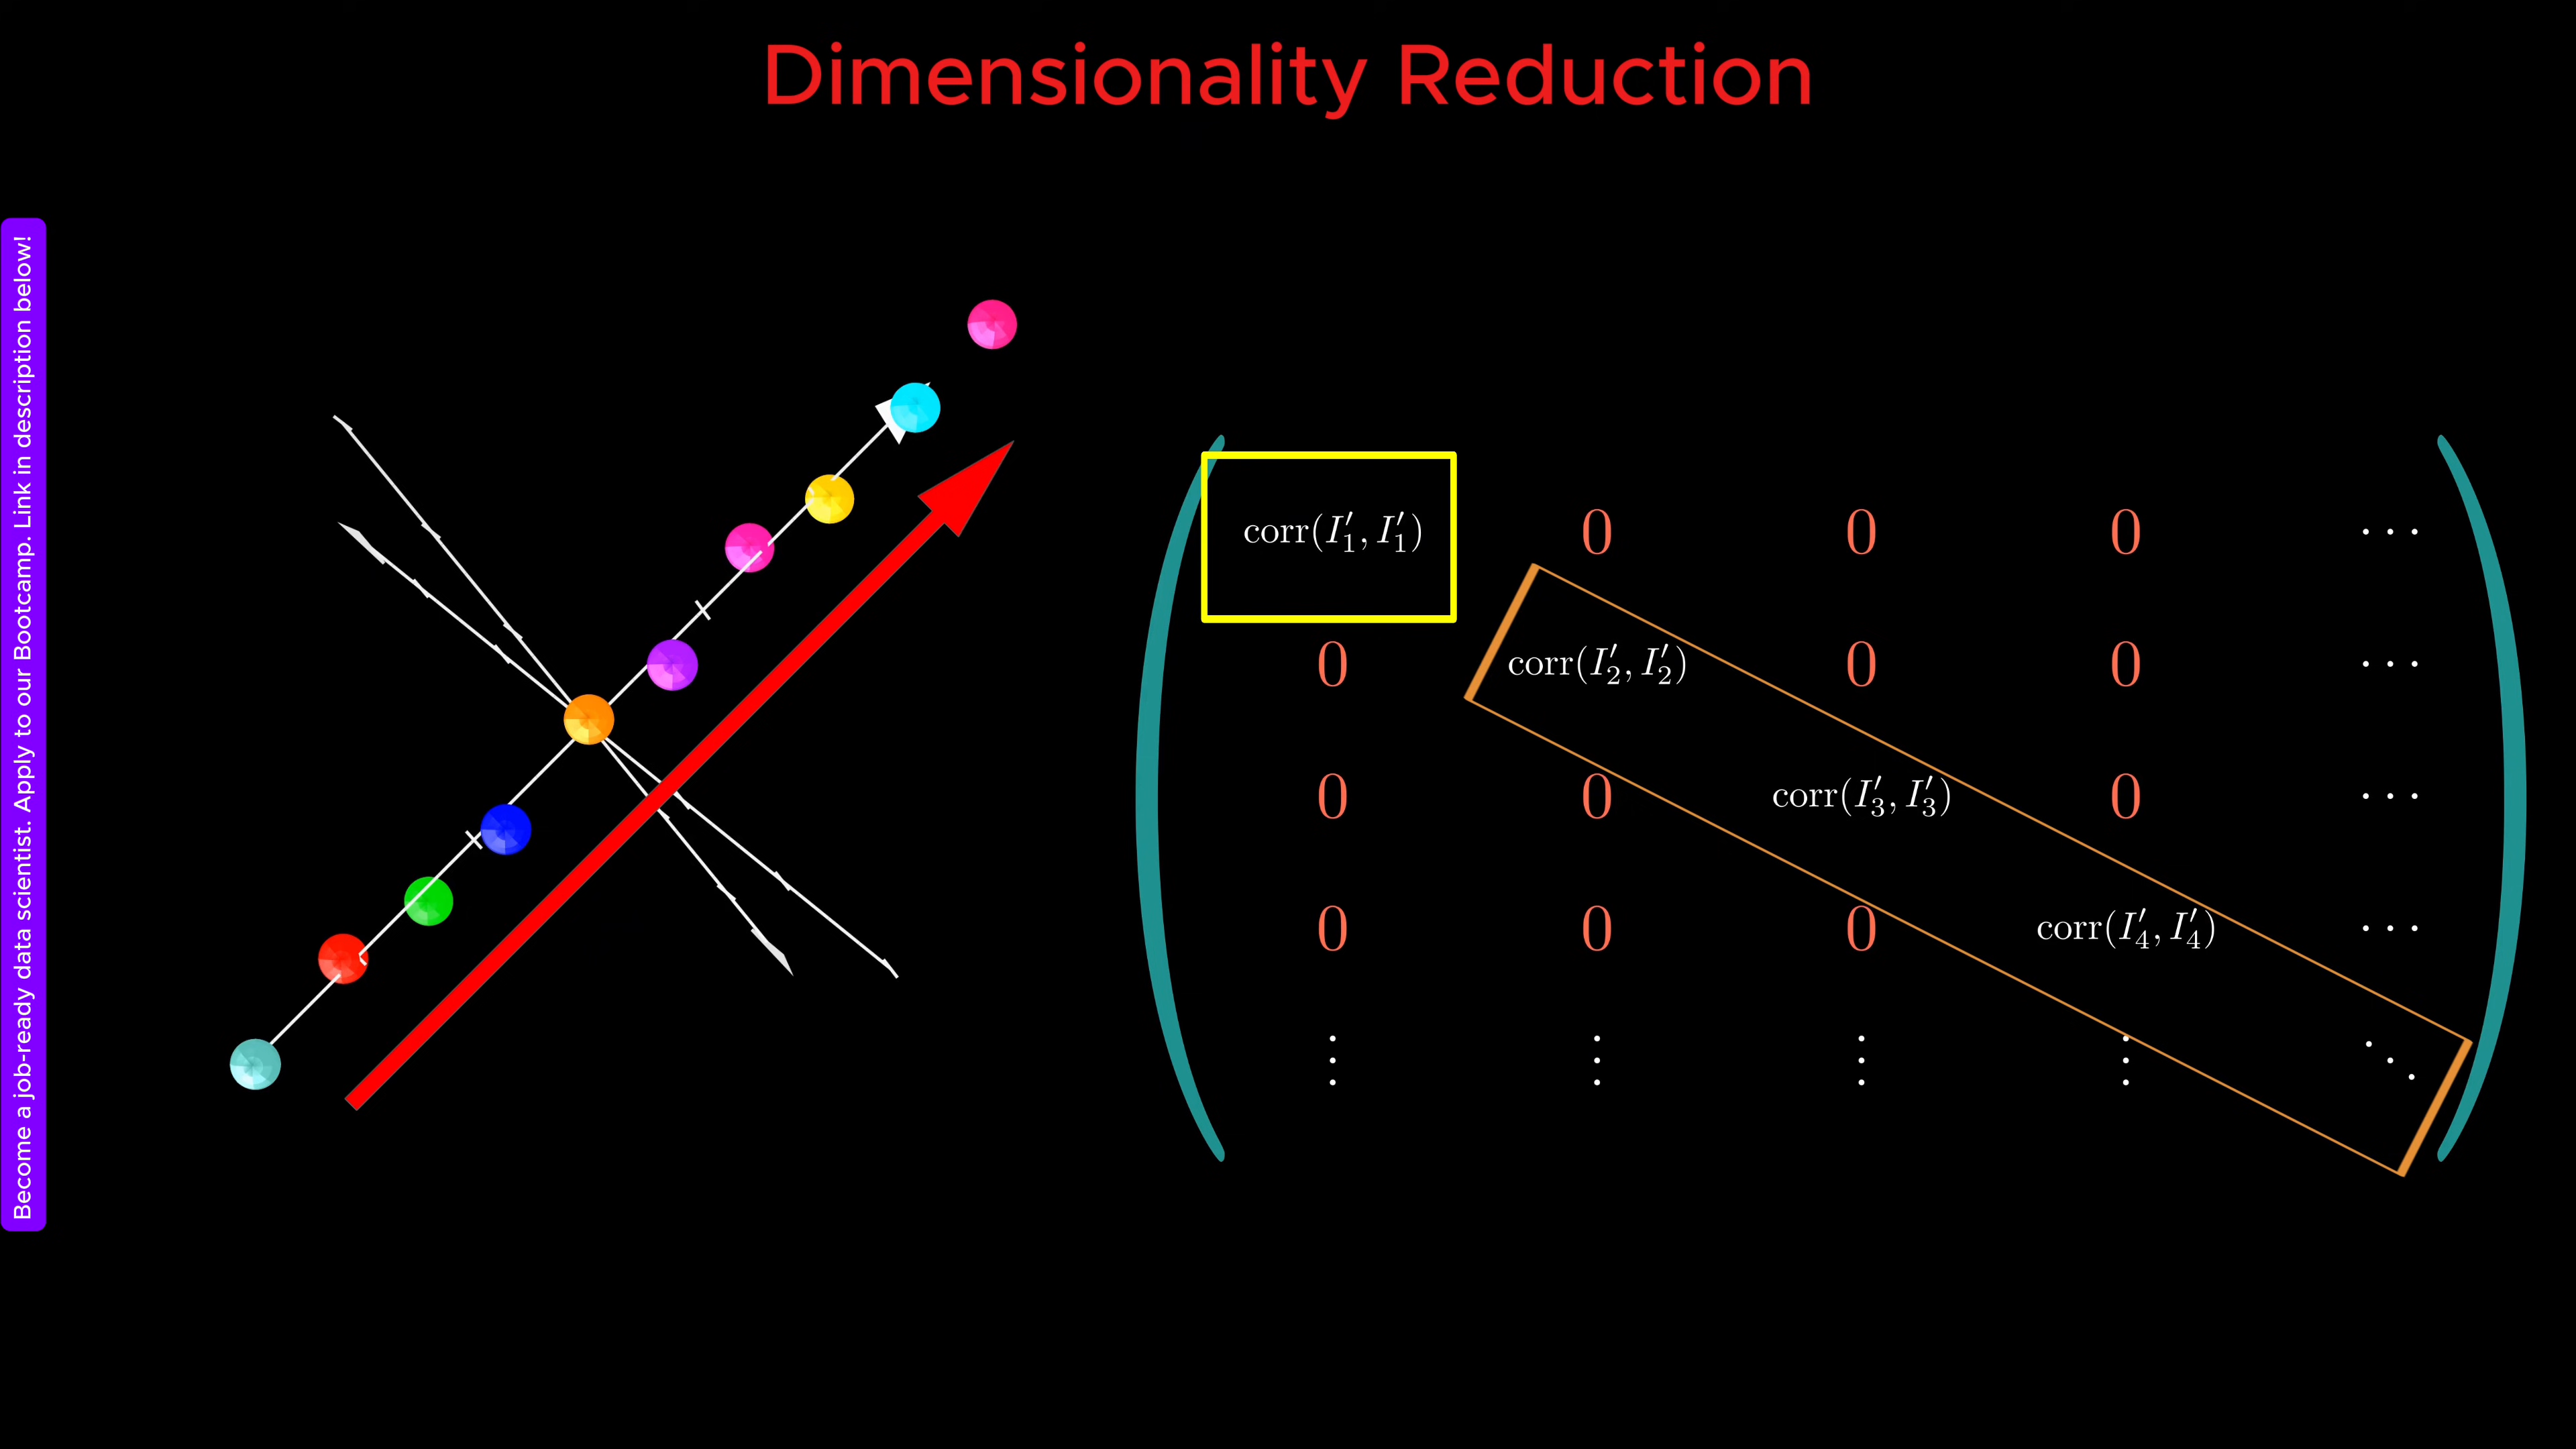 Dimensionality Reduction
Become a job-ready data scientist. Apply to our Bootcamp. Link in description below!
corr(I′₁, I′₁) 0 0 0 ⋯
0 corr(I′₂, I′₂) 0 0 ⋯
0 0 corr(I′₃, I′₃) 0 ⋯
0 0 0 corr(I′₄, I′₄) ⋯
⋮ ⋮ ⋮ ⋮ ⋱